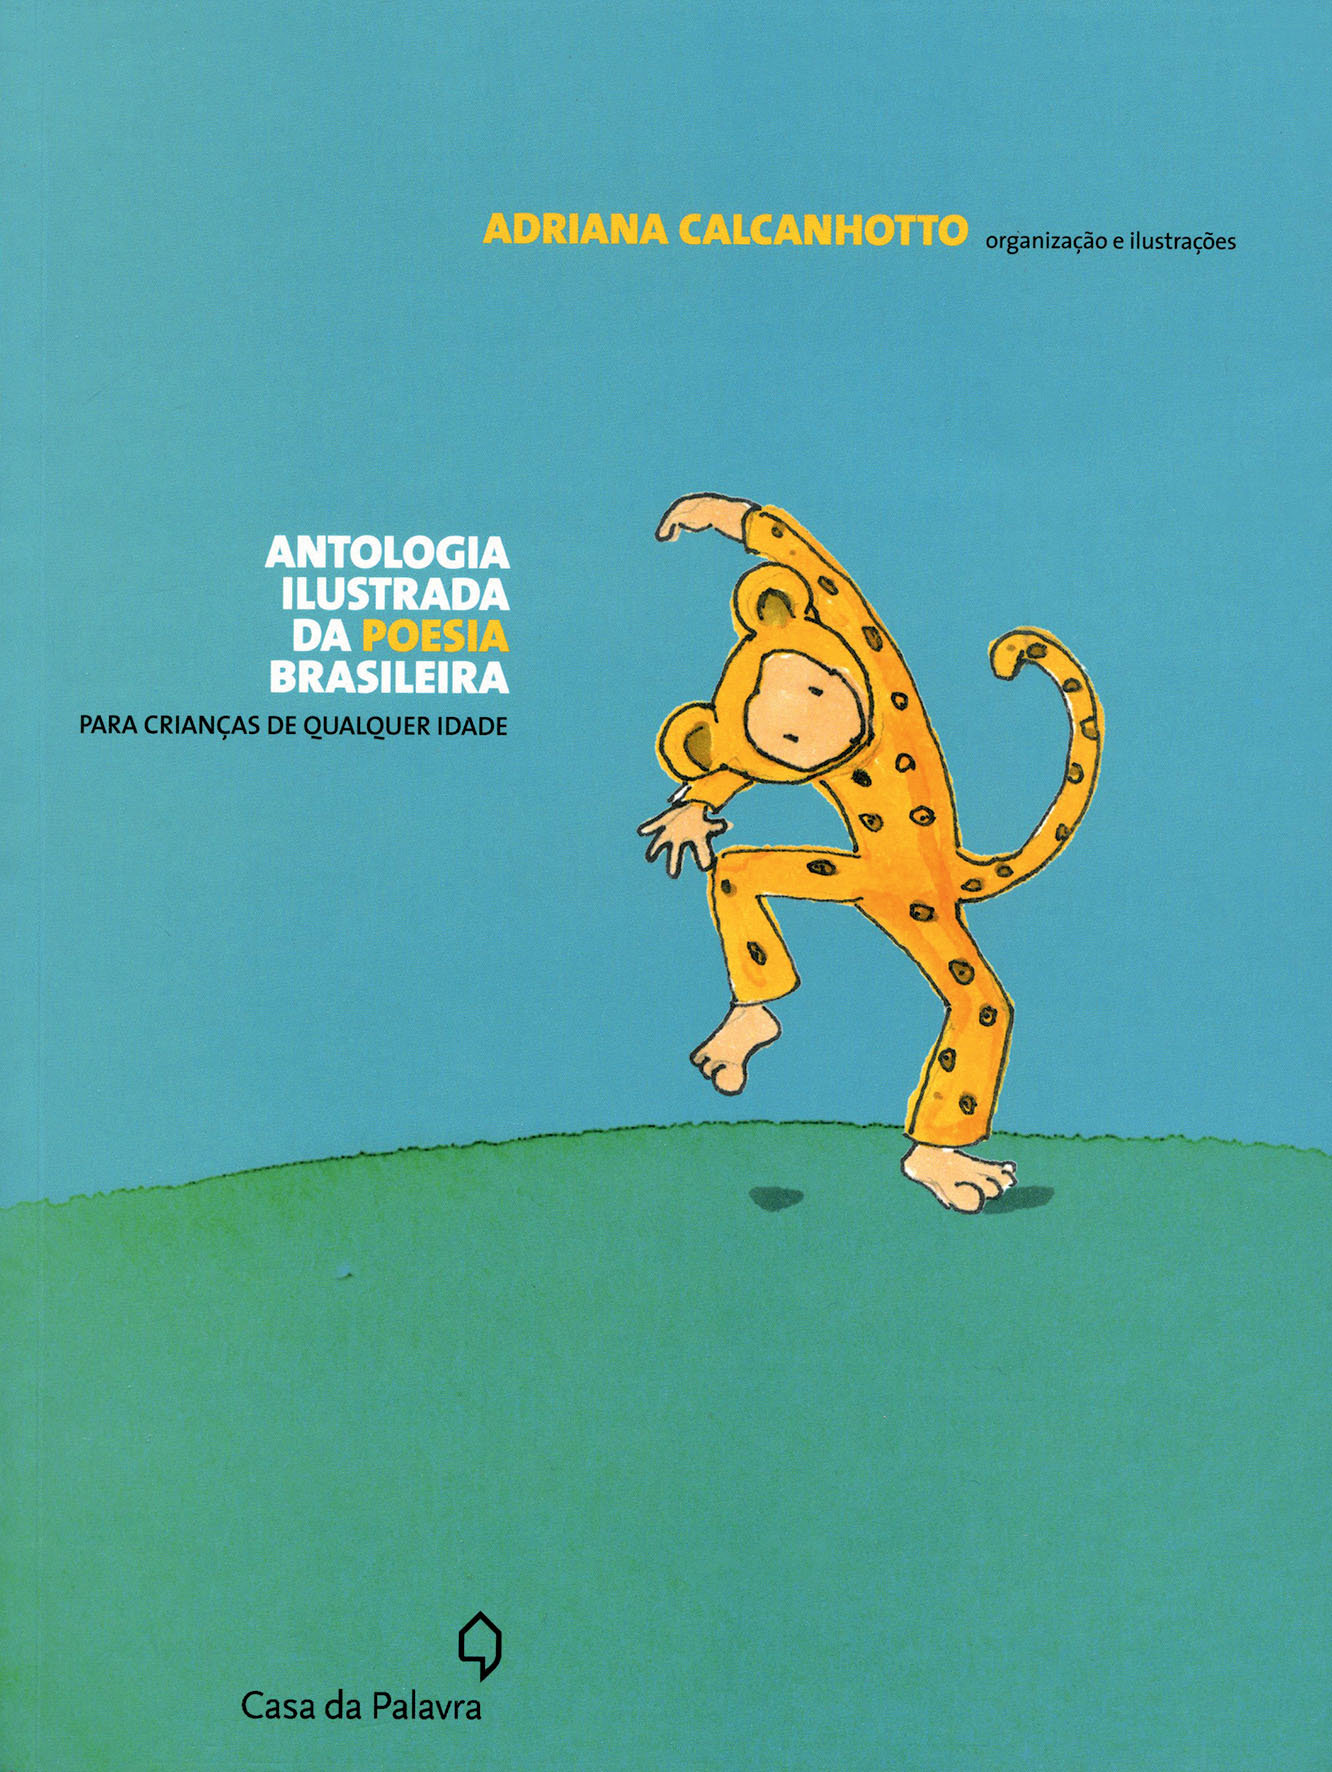 ADRIANA CALCANHOTTO organização e ilustrações
ANTOLOGIA
ILUSTRADA
DA POESIA
BRASILEIRA
PARA CRIANÇAS DE QUALQUER IDADE
Casa da Palavra